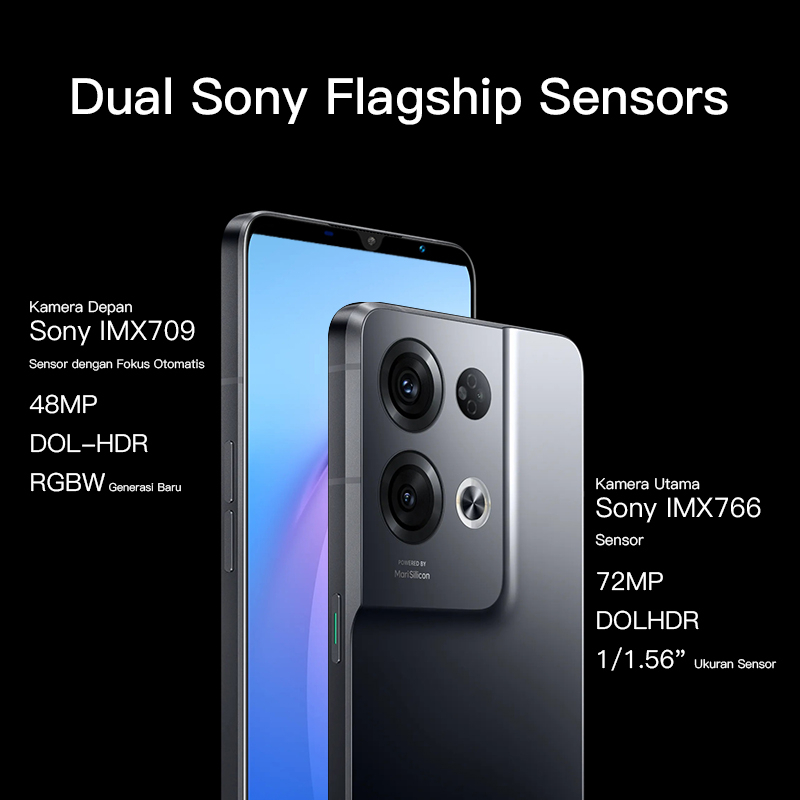 Dual Sony Flagship Sensors
Kamera Depan
Sony IMX709
Sensor dengan Fokus Otomatis
48MP
DOL-HDR
RGBW Generasi Baru
POWERED BY
MariSilicon
Kamera Utama
Sony IMX766
Sensor
72MP
DOLHDR
1/1.56” Ukuran Sensor